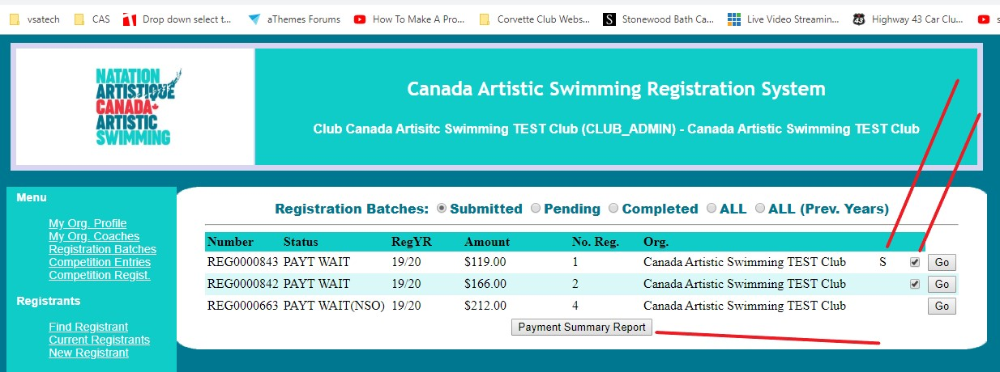 vsatech CAS Drop down select t... aThemes Forums How To Make A Pro... Corvette Club Webs... S Stonewood Bath Ca... Live Video Streamin... 43 Highway 43 Car Clu... s
NATATION
ARTISTIQUE
CANADA
ARTISTIC
SWIMMING
Canada Artistic Swimming Registration System
Club Canada Artisitc Swimming TEST Club (CLUB_ADMIN) - Canada Artistic Swimming TEST Club
Menu
My Org. Profile
My Org. Coaches
Registration Batches
Competition Entries
Competition Regist.
Registrants
Find Registrant
Current Registrants
New Registrant
Registration Batches: Submitted Pending Completed ALL ALL (Prev. Years)
Number Status RegYR Amount No. Reg. Org.
REG0000843 PAYT WAIT 19/20 $119.00 1 Canada Artistic Swimming TEST Club S Go
REG0000842 PAYT WAIT 19/20 $166.00 2 Canada Artistic Swimming TEST Club Go
REG0000663 PAYT WAIT(NSO) 19/20 $212.00 4 Canada Artistic Swimming TEST Club Go
Payment Summary Report